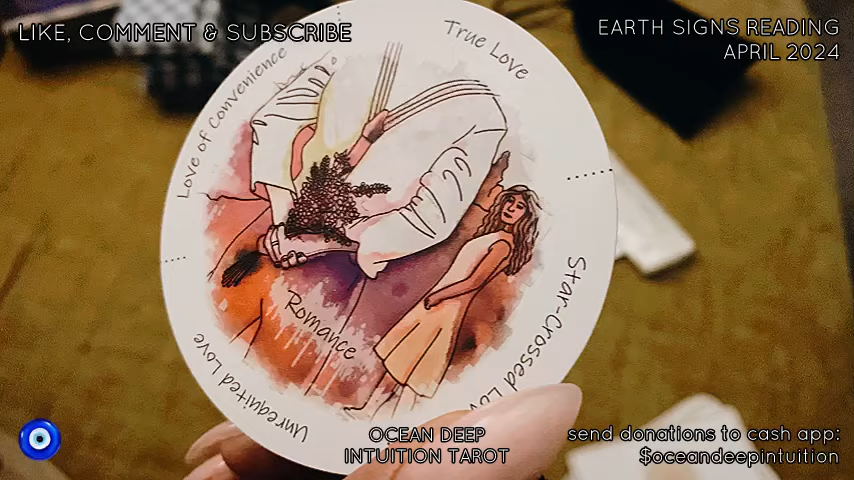 LIKE, COMMENT & SUBSCRIBE
EARTH SIGNS READING
APRIL 2024
True Love
Love of Convenience
Star-Crossed Lov
Romance
Unrequited Love
OCEAN DEEP
INTUITION TAROT
send donations to cash app:
$oceandeepintuition